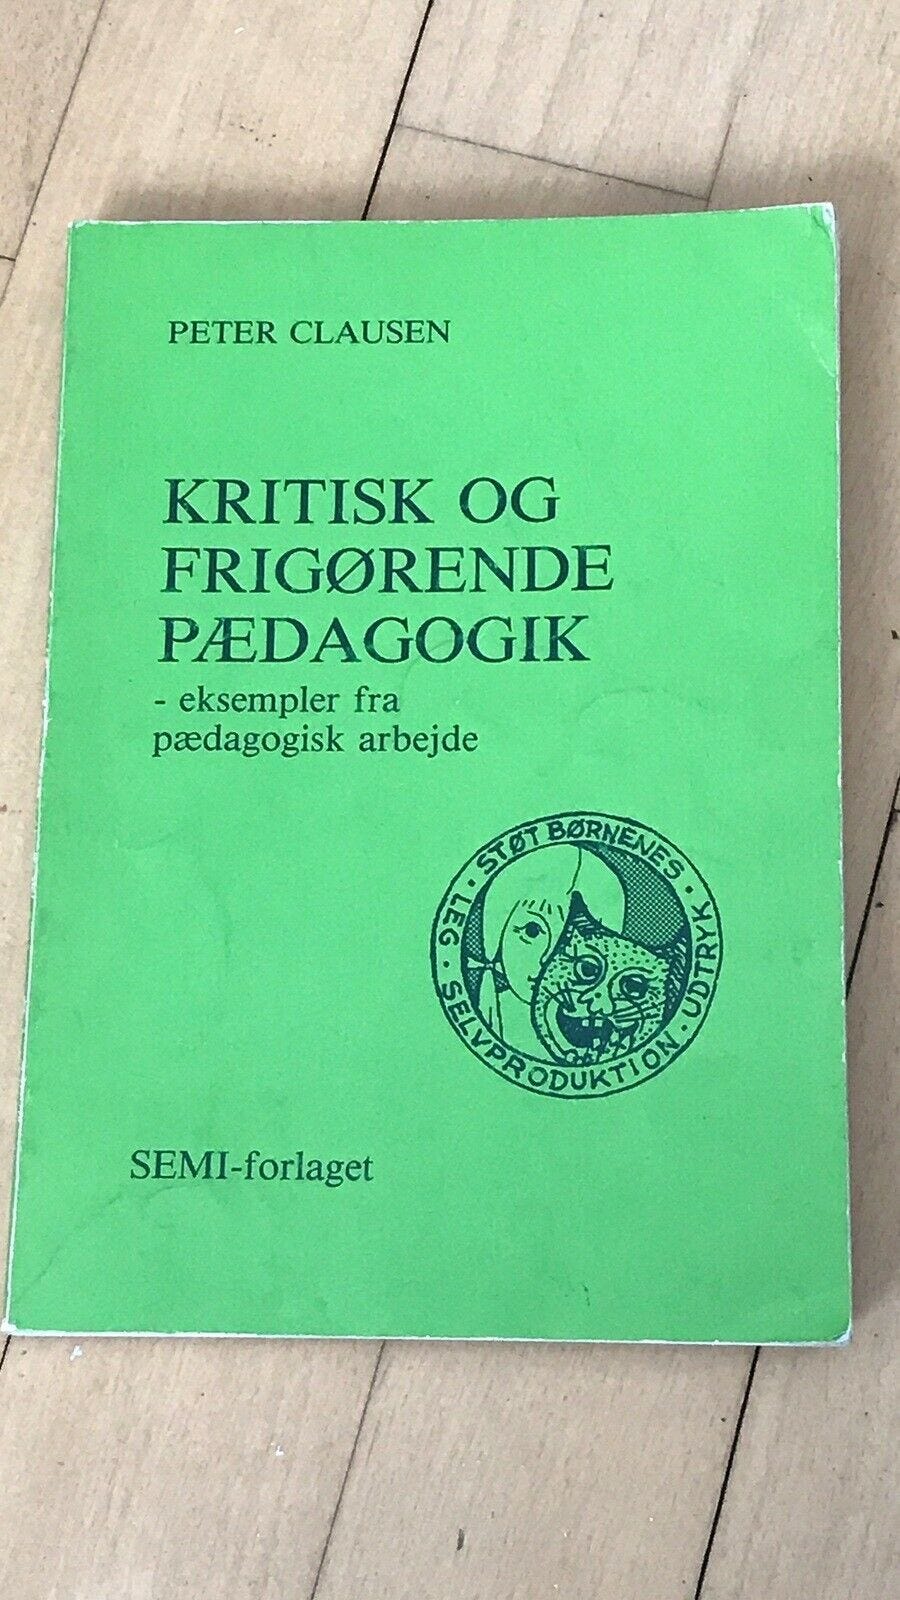 PETER CLAUSEN
KRITISK OG
FRIGØRENDE
PÆDAGOGIK
- eksempler fra
pædagogisk arbejde
STØT BØRNENES · UDTRYK · SELVPRODUKTION · LEG ·
SEMI-forlaget